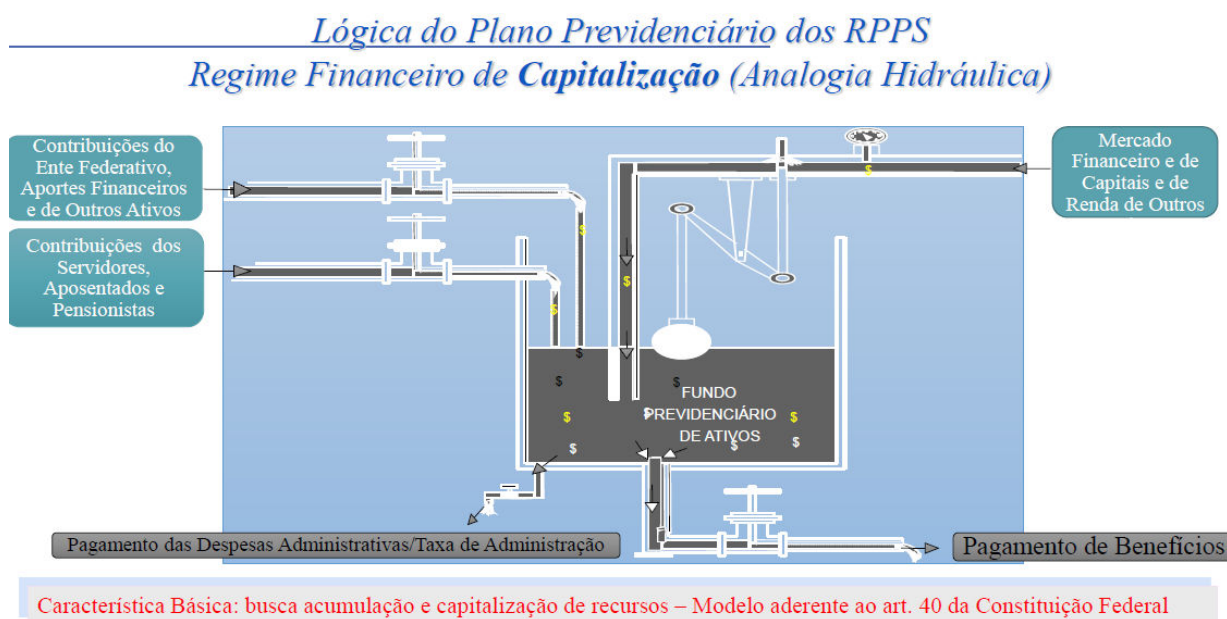 Lógica do Plano Previdenciário dos RPPS
Regime Financeiro de Capitalização (Analogia Hidráulica)
Contribuições do
Ente Federativo,
Aportes Financeiros
e de Outros Ativos
Contribuições dos
Servidores,
Aposentados e
Pensionistas
Mercado
Financeiro e de
Capitais e de
Renda de Outros
$
$
$
$
$
$
$
$
FUNDO
$
PREVIDENCIÁRIO
$
$
DE ATIVOS
$
$
$
Pagamento das Despesas Administrativas/Taxa de Administração
Pagamento de Benefícios
Característica Básica: busca acumulação e capitalização de recursos – Modelo aderente ao art. 40 da Constituição Federal